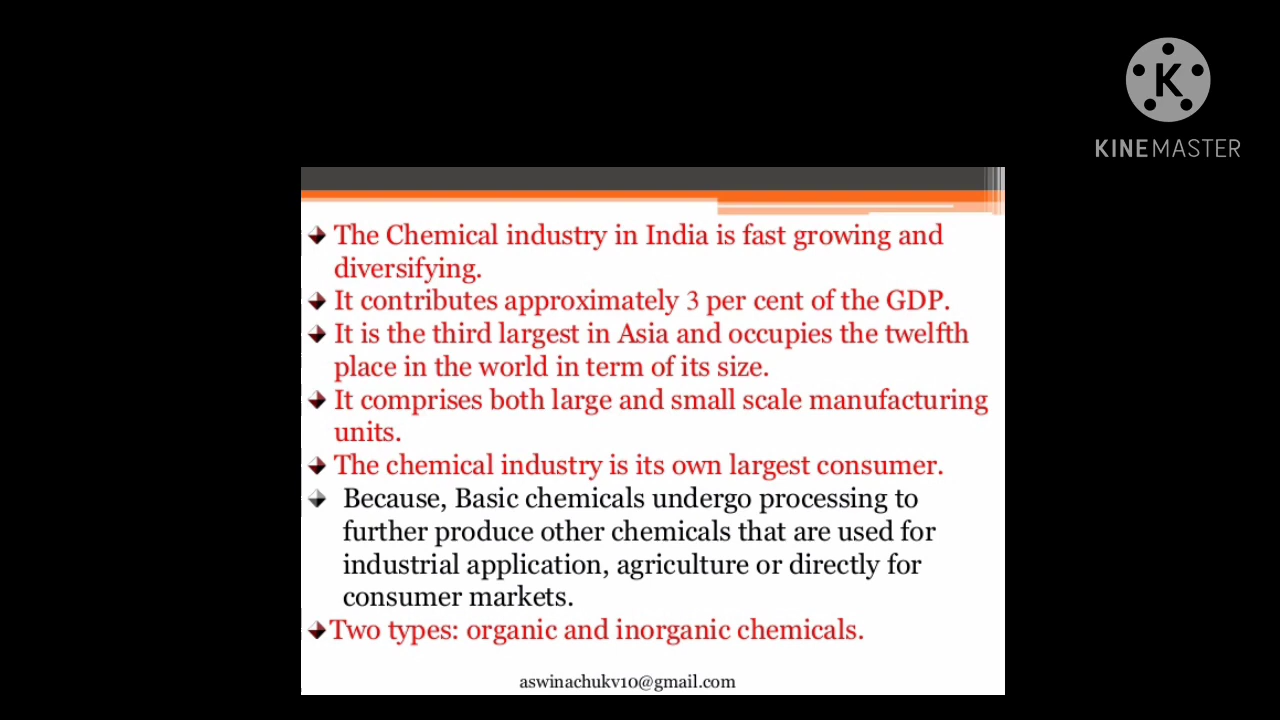 K
KINEMASTER
The Chemical industry in India is fast growing and
diversifying.
It contributes approximately 3 per cent of the GDP.
It is the third largest in Asia and occupies the twelfth
place in the world in term of its size.
It comprises both large and small scale manufacturing
units.
The chemical industry is its own largest consumer.
Because, Basic chemicals undergo processing to
further produce other chemicals that are used for
industrial application, agriculture or directly for
consumer markets.
Two types: organic and inorganic chemicals.
aswinachukv10@gmail.com